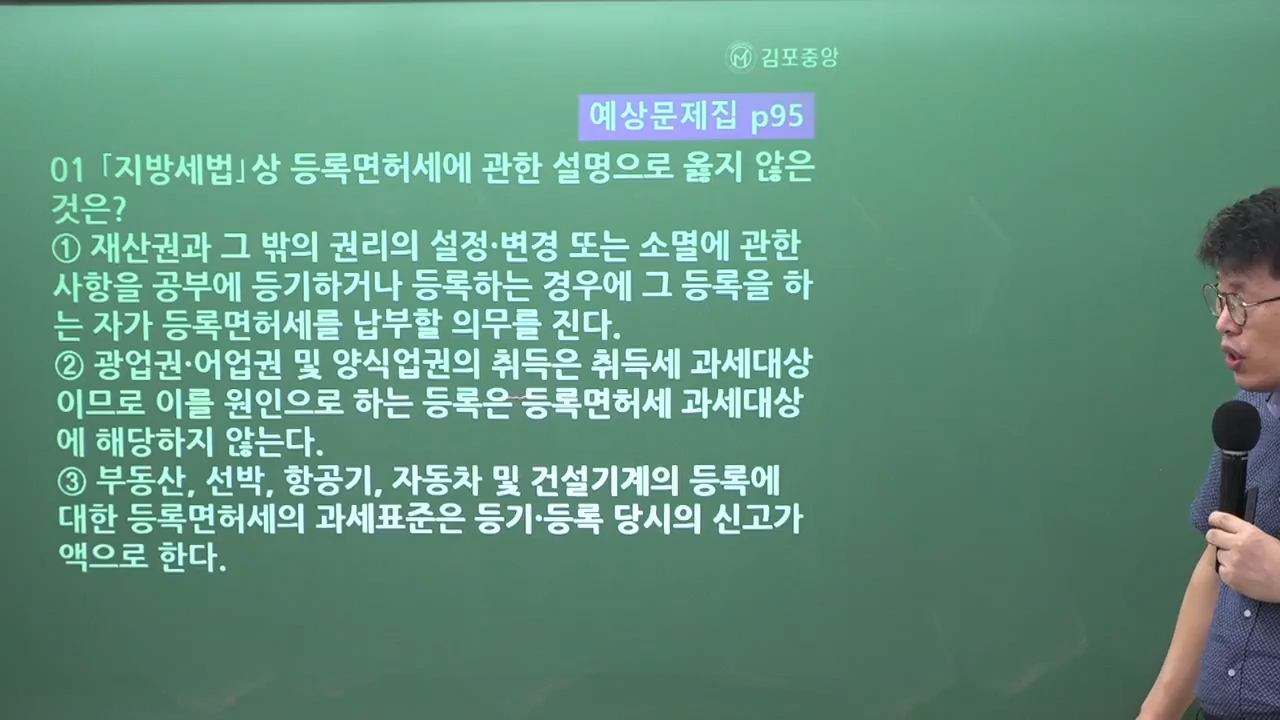 김포중앙
예상문제집 p95
01 「지방세법」상 등록면허세에 관한 설명으로 옳지 않은
것은?
① 재산권과 그 밖의 권리의 설정·변경 또는 소멸에 관한
사항을 공부에 등기하거나 등록하는 경우에 그 등록을 하
는 자가 등록면허세를 납부할 의무를 진다.
② 광업권·어업권 및 양식업권의 취득은 취득세 과세대상
이므로 이를 원인으로 하는 등록은 등록면허세 과세대상
에 해당하지 않는다.
③ 부동산, 선박, 항공기, 자동차 및 건설기계의 등록에
대한 등록면허세의 과세표준은 등기·등록 당시의 신고가
액으로 한다.